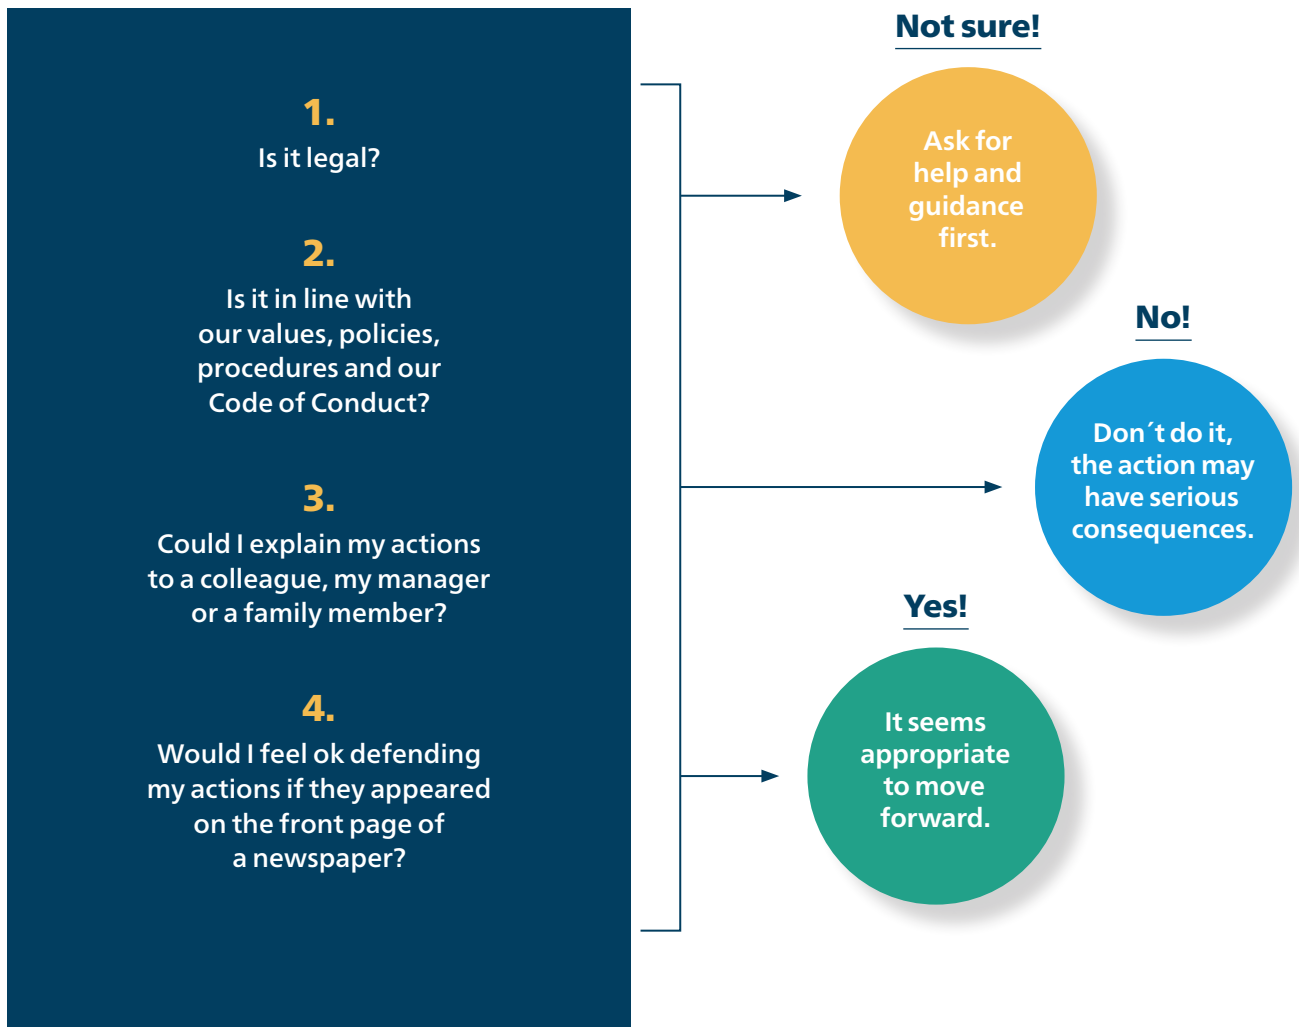 1.
Is it legal?
2.
Is it in line with
our values, policies,
procedures and our
Code of Conduct?
3.
Could I explain my actions
to a colleague, my manager
or a family member?
4.
Would I feel ok defending
my actions if they appeared
on the front page of
a newspaper?
Not sure!
Ask for
help and
guidance
first.
No!
Don´t do it,
the action may
have serious
consequences.
Yes!
It seems
appropriate
to move
forward.